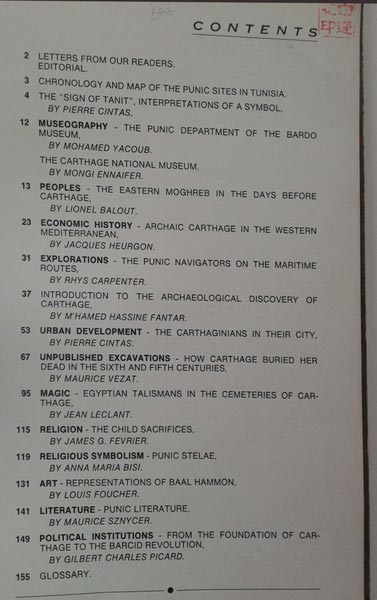 CONTENTS
2 LETTERS FROM OUR READERS.
EDITORIAL.
3 CHRONOLOGY AND MAP OF THE PUNIC SITES IN TUNISIA.
4 THE "SIGN OF TANIT", INTERPRETATIONS OF A SYMBOL,
BY PIERRE CINTAS.
12 MUSEOGRAPHY - THE PUNIC DEPARTMENT OF THE BARDO
MUSEUM,
BY MOHAMED YACOUB.
THE CARTHAGE NATIONAL MUSEUM,
BY MONGI ENNAIFER.
13 PEOPLES - THE EASTERN MOGHREB IN THE DAYS BEFORE
CARTHAGE,
BY LIONEL BALOUT.
23 ECONOMIC HISTORY - ARCHAIC CARTHAGE IN THE WESTERN
MEDITERRANEAN,
BY JACQUES HEURGON.
31 EXPLORATIONS - THE PUNIC NAVIGATORS ON THE MARITIME
ROUTES,
BY RHYS CARPENTER.
37 INTRODUCTION TO THE ARCHAEOLOGICAL DISCOVERY OF
CARTHAGE,
BY M'HAMED HASSINE FANTAR.
53 URBAN DEVELOPMENT - THE CARTHAGINIANS IN THEIR CITY,
BY PIERRE CINTAS.
67 UNPUBLISHED EXCAVATIONS - HOW CARTHAGE BURIED HER
DEAD IN THE SIXTH AND FIFTH CENTURIES,
BY MAURICE VEZAT.
95 MAGIC - EGYPTIAN TALISMANS IN THE CEMETERIES OF CAR-
THAGE,
BY JEAN LECLANT.
115 RELIGION - THE CHILD SACRIFICES,
BY JAMES G. FEVRIER.
119 RELIGIOUS SYMBOLISM - PUNIC STELAE,
BY ANNA MARIA BISI.
131 ART - REPRESENTATIONS OF BAAL HAMMON,
BY LOUIS FOUCHER.
141 LITERATURE - PUNIC LITERATURE,
BY MAURICE SZNYCER.
149 POLITICAL INSTITUTIONS - FROM THE FOUNDATION OF CAR-
THAGE TO THE BARCID REVOLUTION,
BY GILBERT CHARLES PICARD.
155 GLOSSARY.